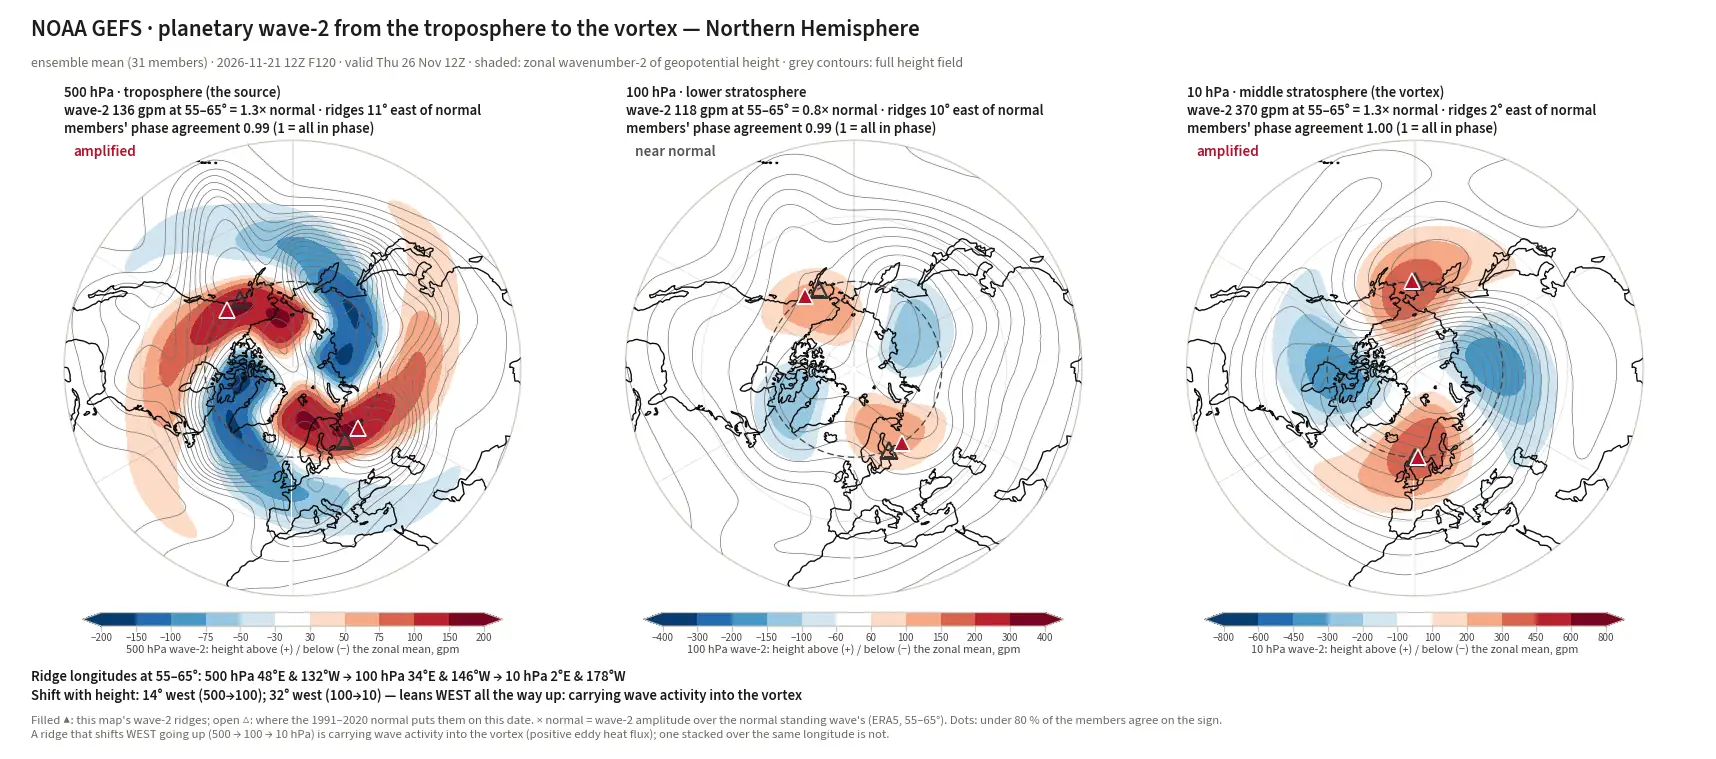 NOAA GEFS · planetary wave-2 from the troposphere to the vortex — Northern Hemisphere
ensemble mean (31 members) · 2026-11-21 12Z F120 · valid Thu 26 Nov 12Z · shaded: zonal wavenumber-2 of geopotential height · grey contours: full height field
500 hPa · troposphere (the source)
wave-2 136 gpm at 55–65° = 1.3× normal · ridges 11° east of normal
members' phase agreement 0.99 (1 = all in phase)
amplified
100 hPa · lower stratosphere
wave-2 118 gpm at 55–65° = 0.8× normal · ridges 10° east of normal
members' phase agreement 0.99 (1 = all in phase)
near normal
10 hPa · middle stratosphere (the vortex)
wave-2 370 gpm at 55–65° = 1.3× normal · ridges 2° east of normal
members' phase agreement 1.00 (1 = all in phase)
amplified
−200 −150 −100 −75 −50 −30 30 50 75 100 150 200
500 hPa wave-2: height above (+) / below (−) the zonal mean, gpm
−400 −300 −200 −150 −100 −60 60 100 150 200 300 400
100 hPa wave-2: height above (+) / below (−) the zonal mean, gpm
−800 −600 −450 −300 −200 −100 100 200 300 450 600 800
10 hPa wave-2: height above (+) / below (−) the zonal mean, gpm
Ridge longitudes at 55–65°: 500 hPa 48°E & 132°W → 100 hPa 34°E & 146°W → 10 hPa 2°E & 178°W
Shift with height: 14° west (500→100); 32° west (100→10) — leans WEST all the way up: carrying wave activity into the vortex
Filled ▲: this map's wave-2 ridges; open △: where the 1991–2020 normal puts them on this date. × normal = wave-2 amplitude over the normal standing wave's (ERA5, 55–65°). Dots: under 80 % of the members agree on the sign.
A ridge that shifts WEST going up (500 → 100 → 10 hPa) is carrying wave activity into the vortex (positive eddy heat flux); one stacked over the same longitude is not.